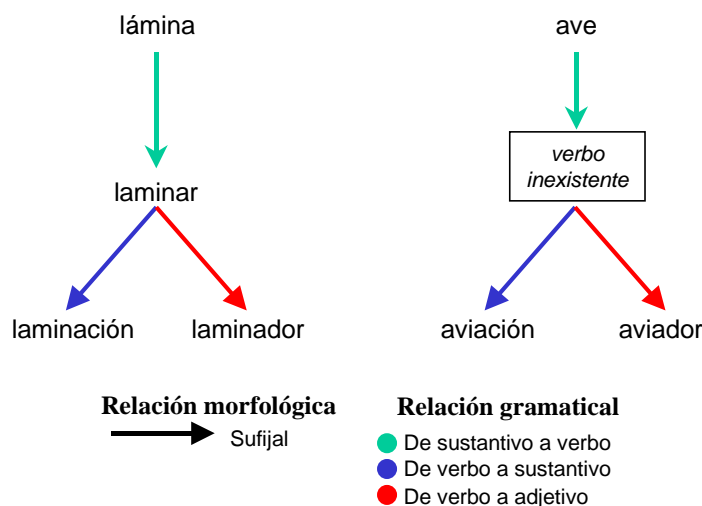 lámina
ave
verbo
inexistente
laminar
laminación
laminador
aviación
aviador
Relación morfológica
Relación gramatical
Sufijal
De sustantivo a verbo
De verbo a sustantivo
De verbo a adjetivo